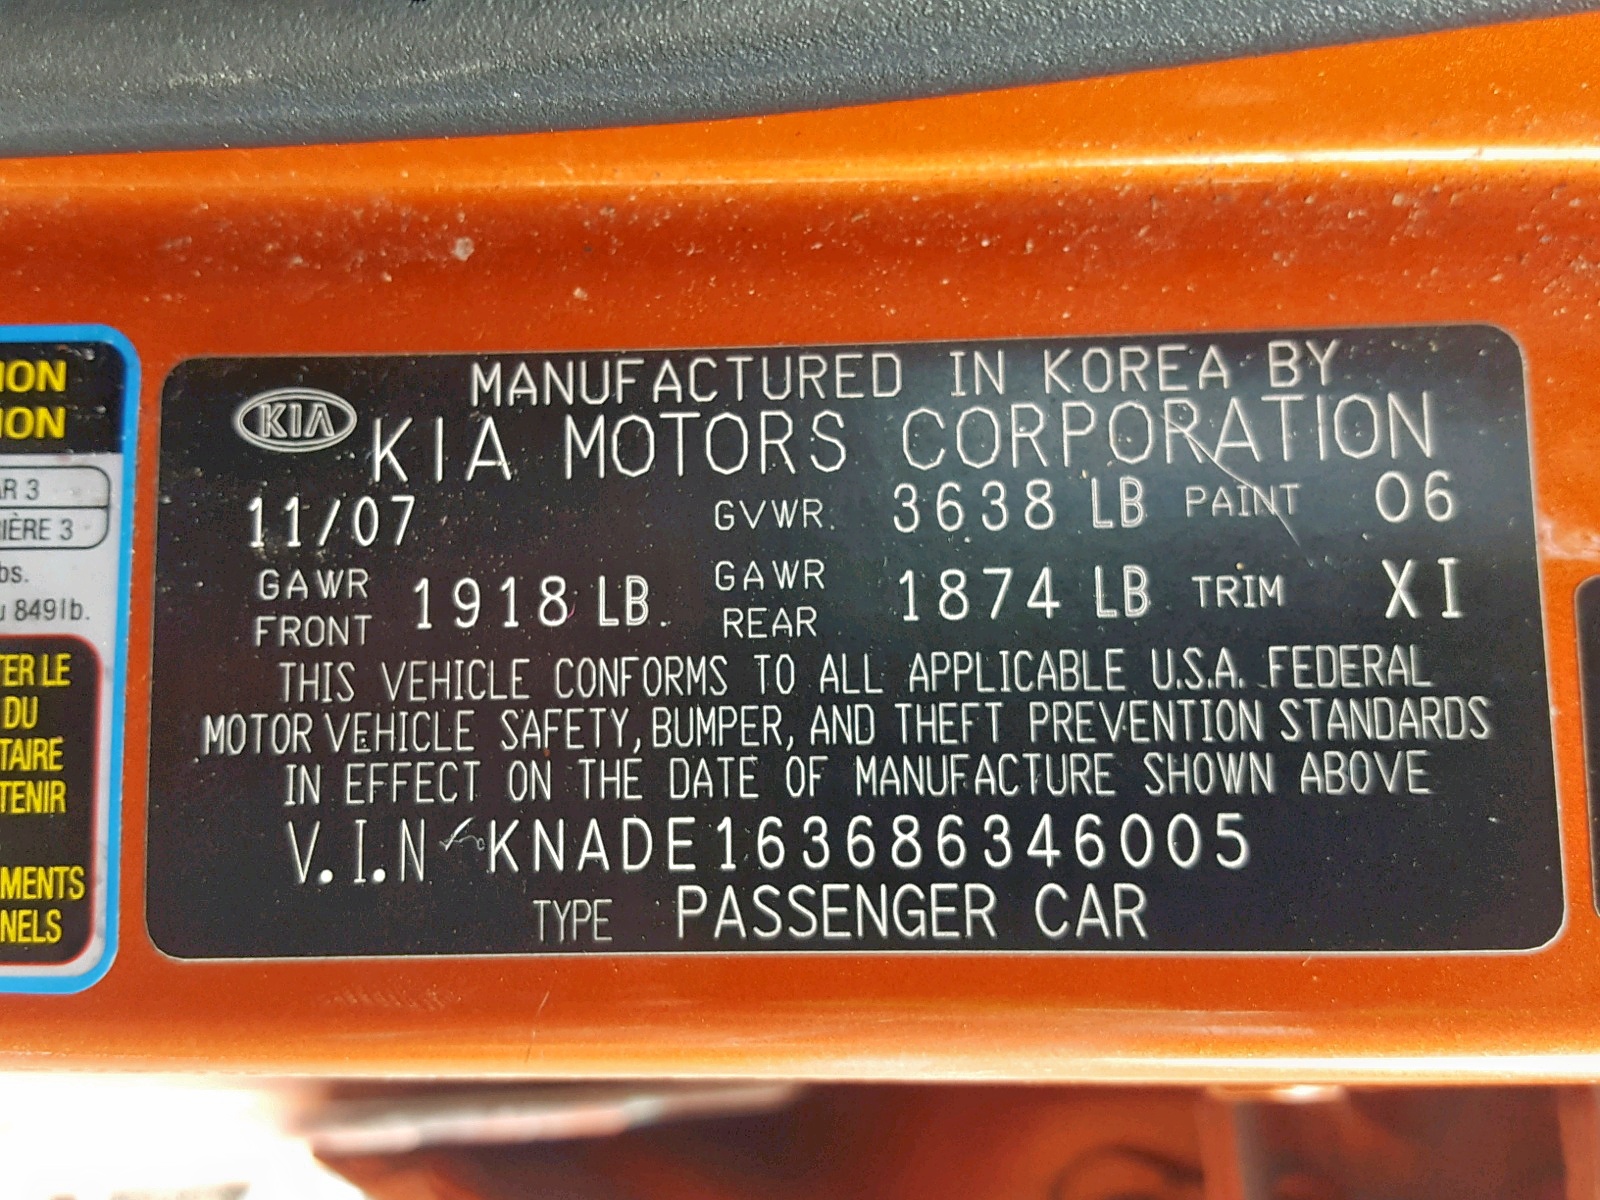 ION
ION
AR 3
IÈRE 3
bs.
u 849lb.
TER LE
DU
TAIRE
TENIR
MENTS
NELS
MANUFACTURED IN KOREA BY
KIA KIA MOTORS CORPORATION
11/07 GVWR. 3638 LB PAINT 06
GAWR FRONT 1918 LB. GAWR REAR 1874 LB TRIM XI
THIS VEHICLE CONFORMS TO ALL APPLICABLE U.S.A. FEDERAL
MOTOR VEHICLE SAFETY, BUMPER, AND THEFT PREVENTION STANDARDS
IN EFFECT ON THE DATE OF MANUFACTURE SHOWN ABOVE
V.I.N KNADE163686346005
TYPE : PASSENGER CAR